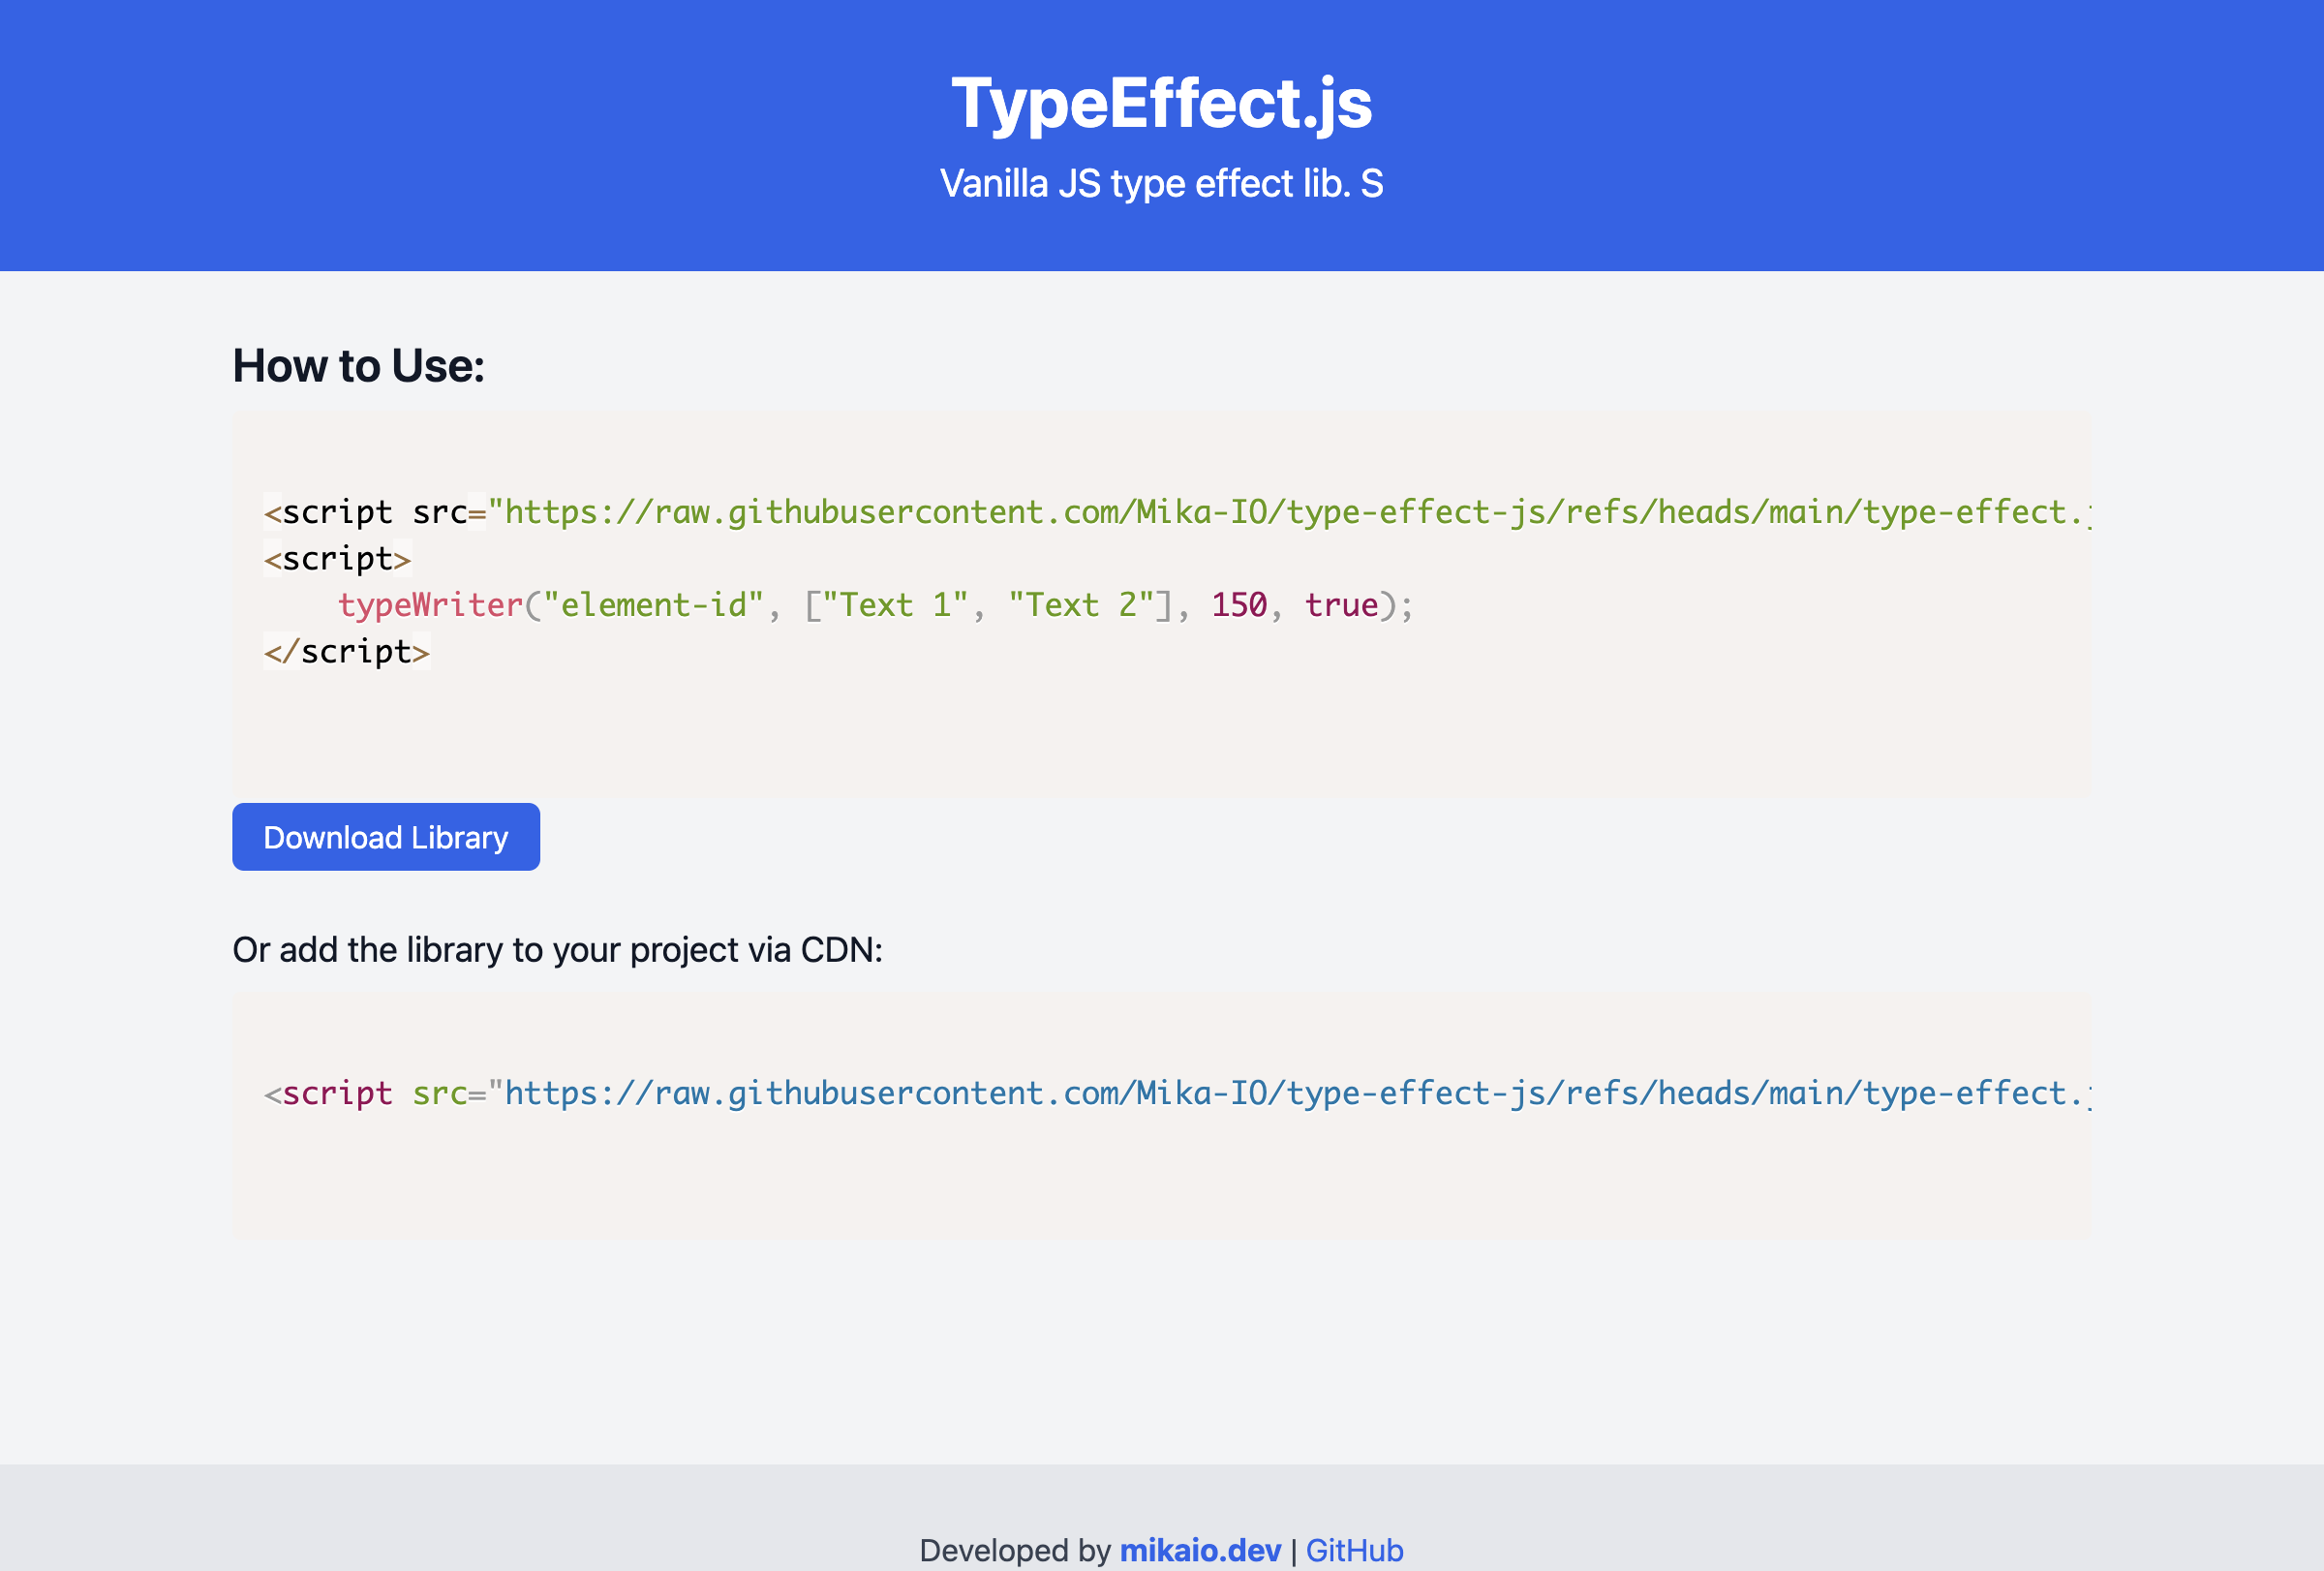 TypeEffect.js
Vanilla JS type effect lib. S
How to Use:
<script src="https://raw.githubusercontent.com/Mika-IO/type-effect-js/refs/heads/main/type-effect.j
<script>
    typeWriter("element-id", ["Text 1", "Text 2"], 150, true);
</script>
Download Library
Or add the library to your project via CDN:
<script src="https://raw.githubusercontent.com/Mika-IO/type-effect-js/refs/heads/main/type-effect.j
Developed by mikaio.dev | GitHub